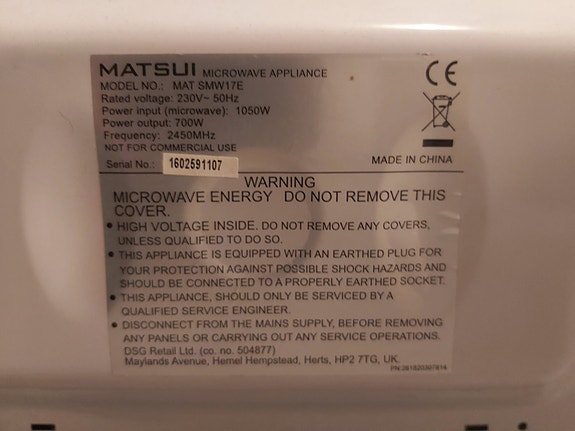 MATSUI MICROWAVE APPLIANCE
MODEL NO.: MAT SMW17E
Rated voltage: 230V~ 50Hz
Power input (microwave): 1050W
Power output: 700W
Frequency: 2450MHz
NOT FOR COMMERCIAL USE
Serial No.: 1602591107
CE
MADE IN CHINA
WARNING
MICROWAVE ENERGY DO NOT REMOVE THIS
COVER.
• HIGH VOLTAGE INSIDE. DO NOT REMOVE ANY COVERS,
UNLESS QUALIFIED TO DO SO.
• THIS APPLIANCE IS EQUIPPED WITH AN EARTHED PLUG FOR
YOUR PROTECTION AGAINST POSSIBLE SHOCK HAZARDS AND
SHOULD BE CONNECTED TO A PROPERLY EARTHED SOCKET.
• THIS APPLIANCE, SHOULD ONLY BE SERVICED BY A
QUALIFIED SERVICE ENGINEER.
• DISCONNECT FROM THE MAINS SUPPLY, BEFORE REMOVING
ANY PANELS OR CARRYING OUT ANY SERVICE OPERATIONS.
DSG Retail Ltd. (co. no. 504877)
Maylands Avenue, Hemel Hempstead, Herts, HP2 7TG, UK.